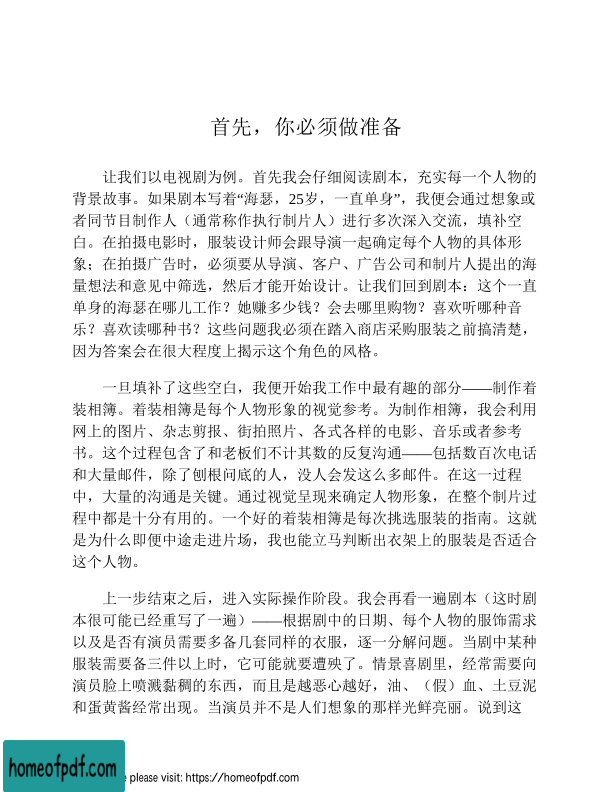 首先，你必须做准备
让我们以电视剧为例。首先我会仔细阅读剧本，充实每一个人物的
背景故事。如果剧本写着“海瑟，25岁，一直单身”，我便会通过想象或
者同节目制作人（通常称作执行制片人）进行多次深入交流，填补空
白。在拍摄电影时，服装设计师会跟导演一起确定每个人物的具体形
象；在拍摄广告时，必须要从导演、客户、广告公司和制片人提出的海
量想法和意见中筛选，然后才能开始设计。让我们回到剧本：这个一直
单身的海瑟在哪儿工作？她赚多少钱？会去哪里购物？喜欢听哪种音
乐？喜欢读哪种书？这些问题我必须在踏入商店采购服装之前搞清楚，
因为答案会在很大程度上揭示这个角色的风格。
一旦填补了这些空白，我便开始我工作中最有趣的部分——制作着
装相簿。着装相簿是每个人物形象的视觉参考。为制作相簿，我会利用
网上的图片、杂志剪报、街拍照片、各式各样的电影、音乐或者参考
书。这个过程包含了和老板们不计其数的反复沟通——包括数百次电话
和大量邮件，除了刨根问底的人，没人会发这么多邮件。在这一过程
中，大量的沟通是关键。通过视觉呈现来确定人物形象，在整个制片过
程中都是十分有用的。一个好的着装相簿是每次挑选服装的指南。这就
是为什么即便中途走进片场，我也能立马判断出衣架上的服装是否适合
这个人物。
上一步结束之后，进入实际操作阶段。我会再看一遍剧本（这时剧
本很可能已经重写了一遍）——根据剧中的日期、每个人物的服饰需求
以及是否有演员需要多备几套同样的衣服，逐一分解问题。当剧中某种
服装需要备三件以上时，它可能就要遭殃了。情景喜剧里，经常需要向
演员脸上喷溅黏稠的东西，而且是越恶心越好，油、（假）血、土豆泥
和蛋黄酱经常出现。当演员并不是人们想象的那样光鲜亮丽。说到这
homeofpdf.com
e please visit: https://homeofpdf.com